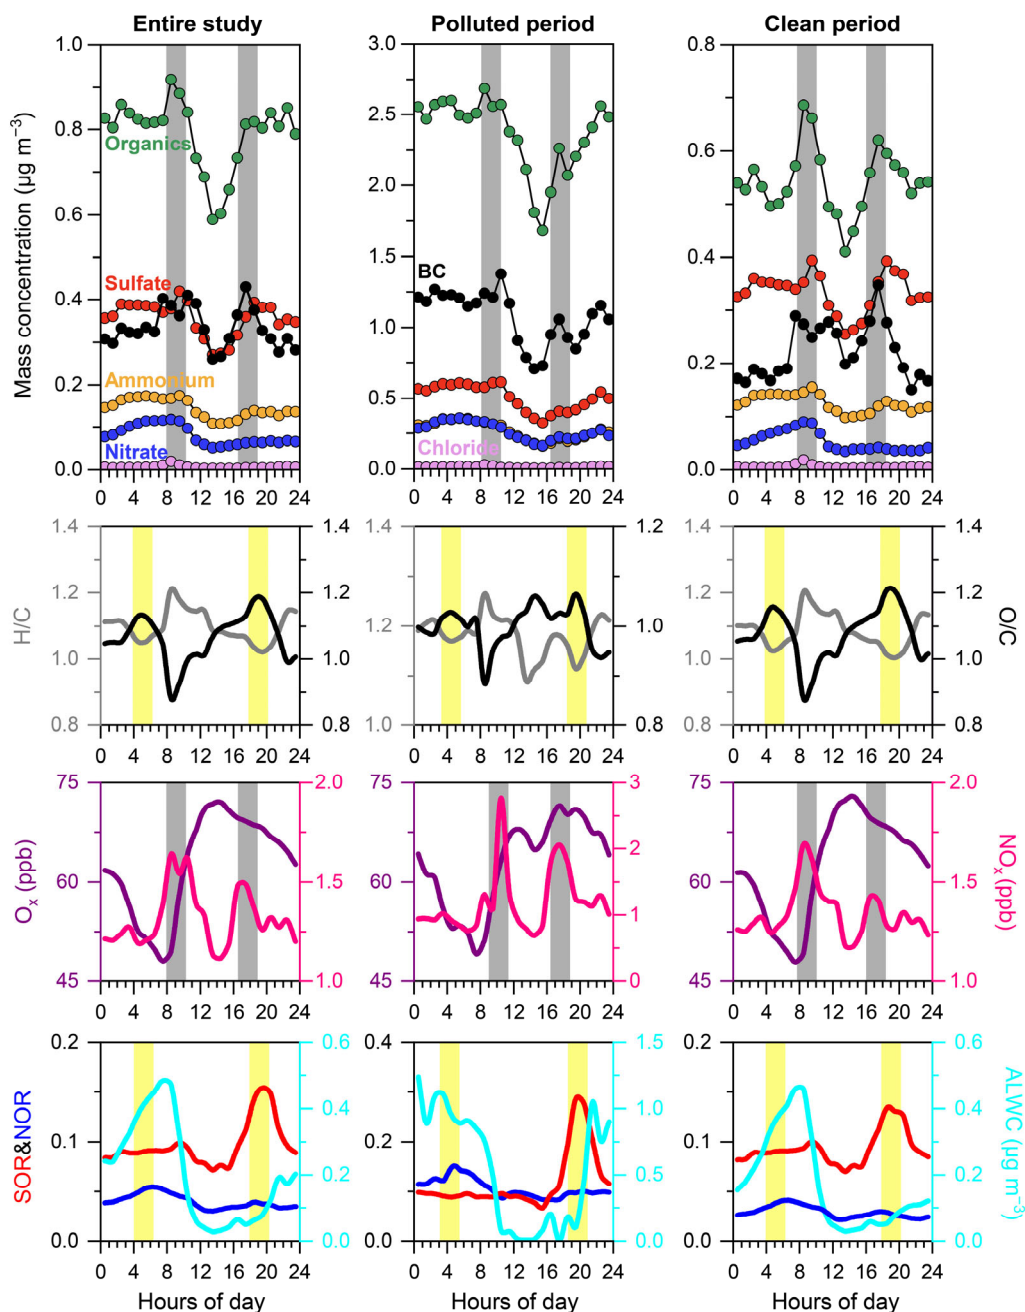 Entire study
Polluted period
Clean period
1.0
0.8
0.6
0.4
0.2
0.0
Mass concentration (µg m⁻³)
Organics
Sulfate
Ammonium
Nitrate
0 4 8 12 16 20 24
3.0
2.5
2.0
1.5
1.0
0.5
0.0
BC
Chloride
0 4 8 12 16 20 24
0.8
0.6
0.4
0.2
0.0
0 4 8 12 16 20 24
H/C
1.4
1.2
1.0
0.8
1.4
1.2
1.0
0.8
0 4 8 12 16 20 24
1.4
1.2
1.0
1.2
1.0
0.8
0 4 8 12 16 20 24
1.4
1.2
1.0
0.8
1.4
1.2
1.0
0.8
O/C
0 4 8 12 16 20 24
Oₓ (ppb)
75
60
45
2.0
1.5
1.0
0 4 8 12 16 20 24
75
60
45
3
2
1
0
0 4 8 12 16 20 24
75
60
45
2.0
1.5
1.0
NOₓ (ppb)
0 4 8 12 16 20 24
SOR&NOR
0.2
0.1
0.0
0.6
0.4
0.2
0.0
0 4 8 12 16 20 24
Hours of day
0.4
0.2
0.0
1.5
1.0
0.5
0.0
0 4 8 12 16 20 24
Hours of day
0.2
0.1
0.0
0.6
0.4
0.2
0.0
ALWC (µg m⁻³)
0 4 8 12 16 20 24
Hours of day